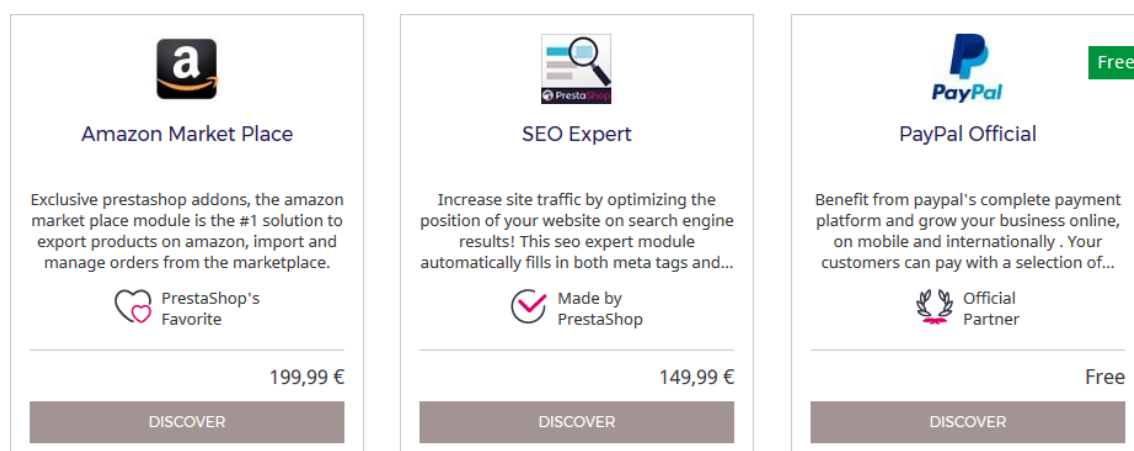 a
Amazon Market Place
Exclusive prestashop addons, the amazon
market place module is the #1 solution to
export products on amazon, import and
manage orders from the marketplace.
PrestaShop's
Favorite
199,99 €
DISCOVER
PrestaShop
SEO Expert
Increase site traffic by optimizing the
position of your website on search engine
results! This seo expert module
automatically fills in both meta tags and...
Made by
PrestaShop
149,99 €
DISCOVER
Free
PayPal
PayPal Official
Benefit from paypal's complete payment
platform and grow your business online,
on mobile and internationally . Your
customers can pay with a selection of...
Official
Partner
Free
DISCOVER